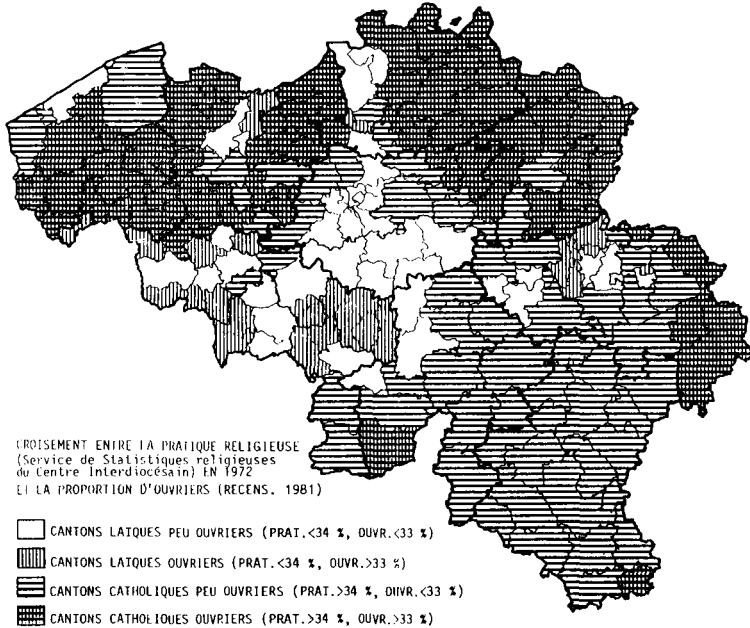 CROISEMENT ENTRE LA PRATIQUE RELIGIEUSE
(Service de Statistiques religieuses
du Centre Interdiocésain) EN 1972
ET LA PROPORTION D'OUVRIERS (RECENS. 1981)
CANTONS LAIQUES PEU OUVRIERS (PRAT.<34 %, OUVR.<33 %)
CANTONS LAIQUES OUVRIERS (PRAT.<34 %, OUVR.>33 %)
CANTONS CATHOLIQUES PEU OUVRIERS (PRAT.>34 %, OUVR.<33 %)
CANTONS CATHOLIQUES OUVRIERS (PRAT.>34 %, OUVR.>33 %)